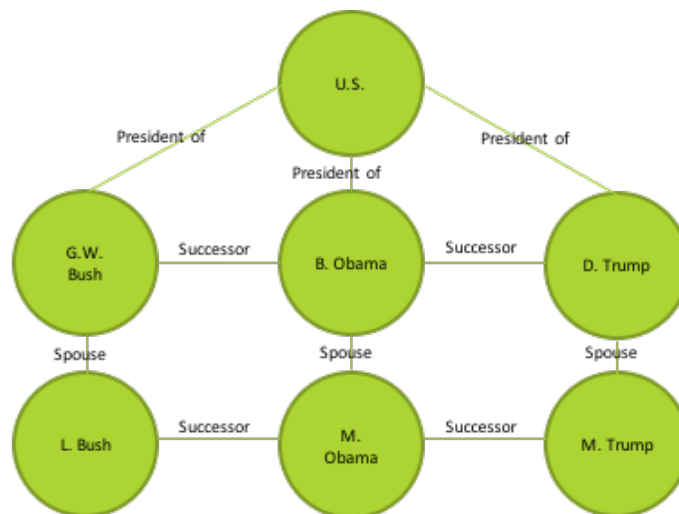 U.S.
President of
President of
President of
G.W.
Bush
Successor
B. Obama
Successor
D. Trump
Spouse
Spouse
Spouse
L. Bush
Successor
M.
Obama
Successor
M. Trump